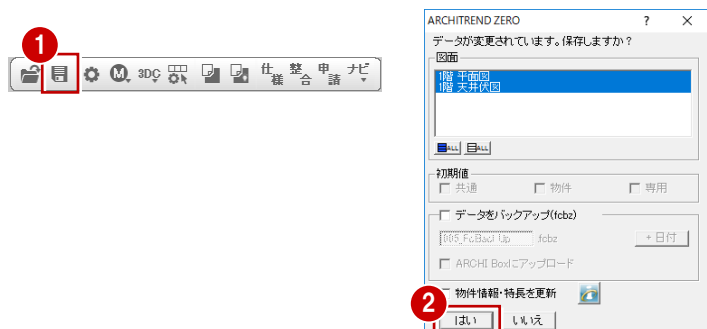 1
M
3DC
仕様
整合
申請
ナビ
ARCHITREND ZERO ? ×
データが変更されています。保存しますか？
図面
1階 平面図
1階 天井伏図
ALL ALL
初期値
共通 物件 専用
データをバックアップ(fcbz)
fcbz +日付
ARCHI Boxにアップロード
物件情報・特長を更新
2
はい いいえ